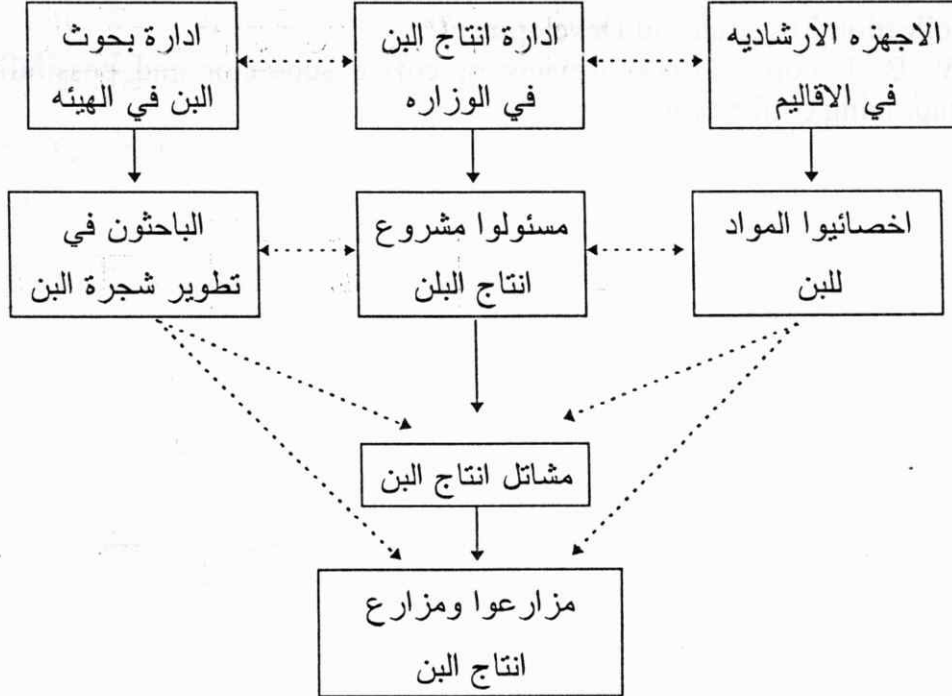 الاجهزه الارشاديه
في الاقاليم
ادارة انتاج البن
في الوزاره
ادارة بحوث
البن في الهيئه
اخصائيوا المواد
للبن
مسئولوا مشروع
انتاج البلن
الباحثون في
تطوير شجرة البن
مشاتل انتاج البن
مزارعوا ومزارع
انتاج البن